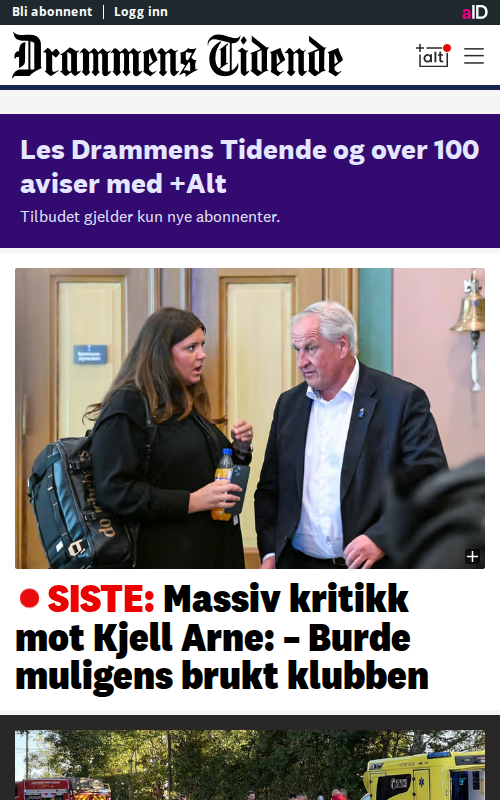 Bli abonnent
Logg inn
aID
Drammens Tidende
+alt
Les Drammens Tidende og over 100
aviser med +Alt
Tilbudet gjelder kun nye abonnenter.
SISTE: Massiv kritikk
mot Kjell Arne: – Burde
muligens brukt klubben